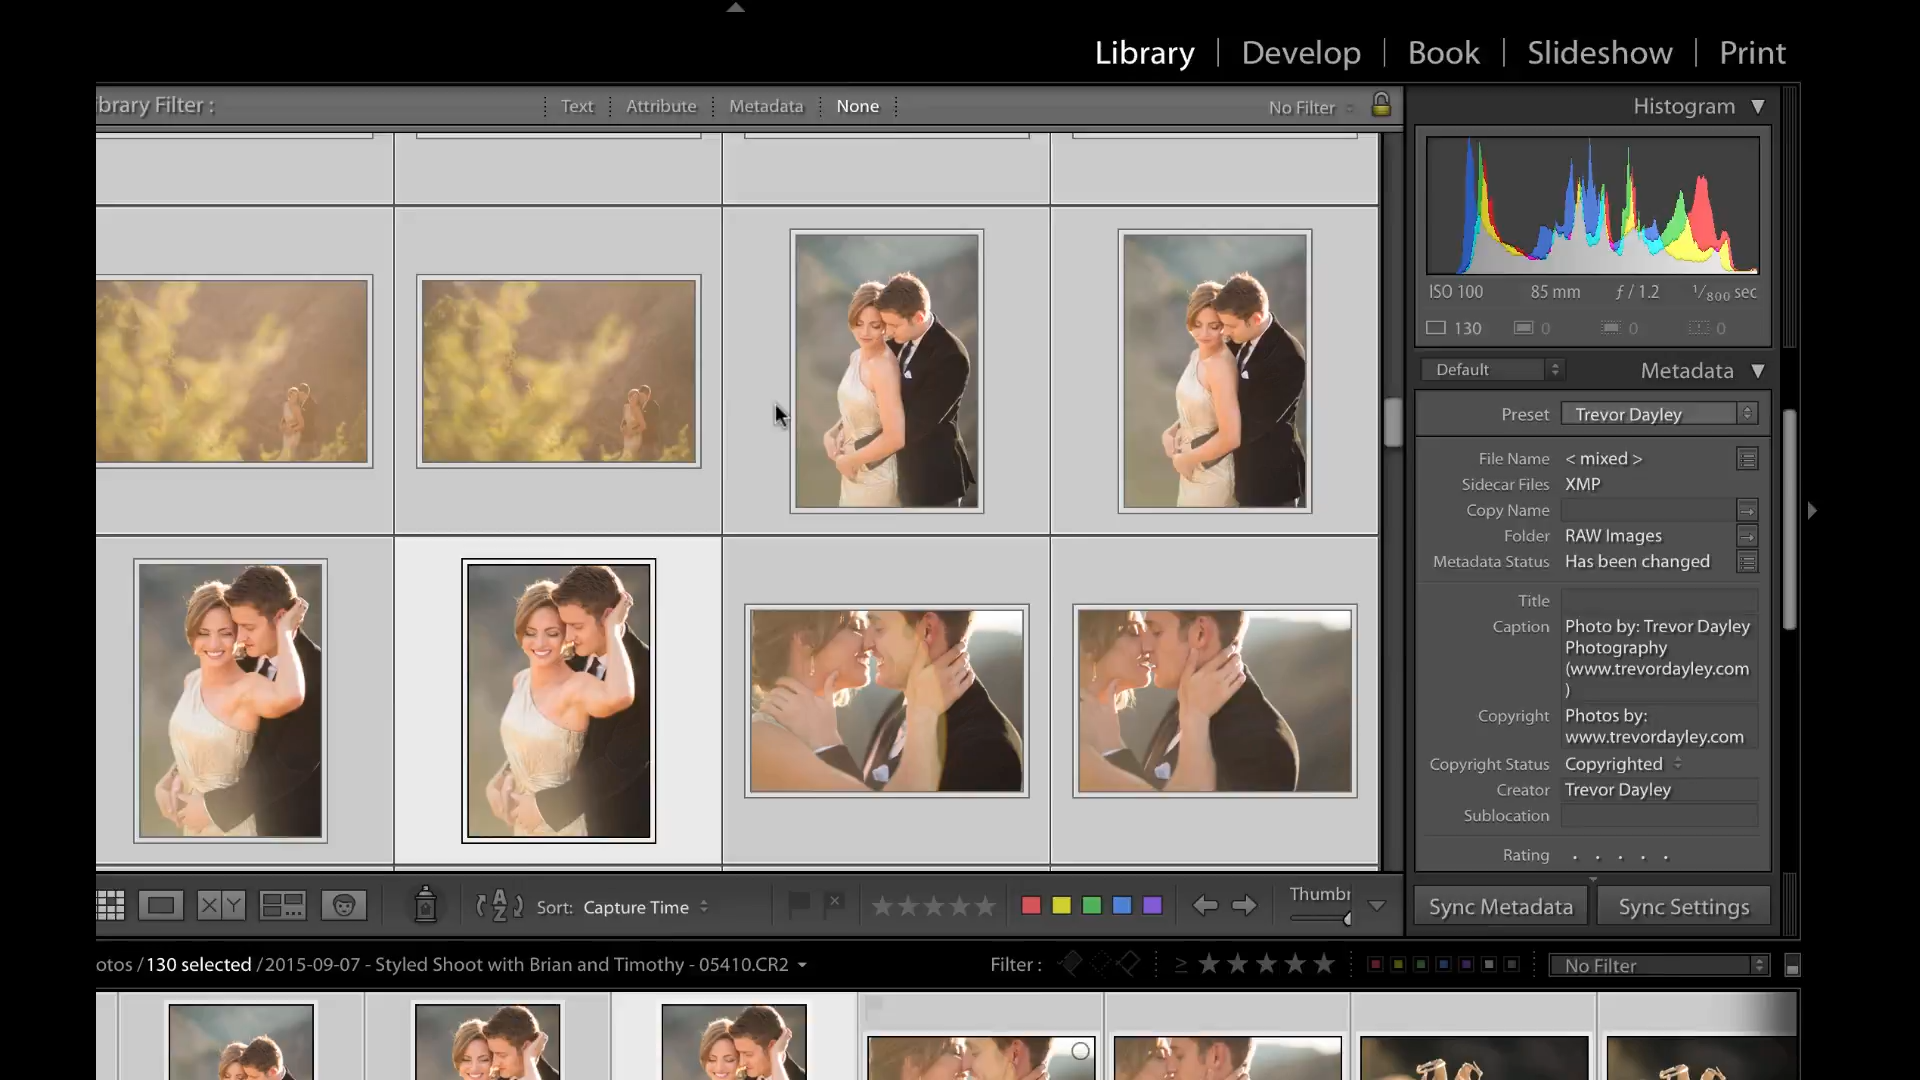 Library | Develop | Book | Slideshow | Print
brary Filter :
Text
Attribute
Metadata
None
No Filter
Histogram
ISO 100
85 mm
ƒ / 1.2
1/800 sec
130
0
0
0
Default
Metadata
Preset
Trevor Dayley
File Name
< mixed >
Sidecar Files
XMP
Copy Name
Folder
RAW Images
Metadata Status
Has been changed
Title
Caption
Photo by: Trevor Dayley
Photography
(www.trevordayley.com
)
Copyright
Photos by:
www.trevordayley.com
Copyright Status
Copyrighted
Creator
Trevor Dayley
Sublocation
Rating
X Y
A
Z
Sort:
Capture Time
Thumbr
Sync Metadata
Sync Settings
otos / 130 selected / 2015-09-07 - Styled Shoot with Brian and Timothy - 05410.CR2
Filter :
≥
No Filter